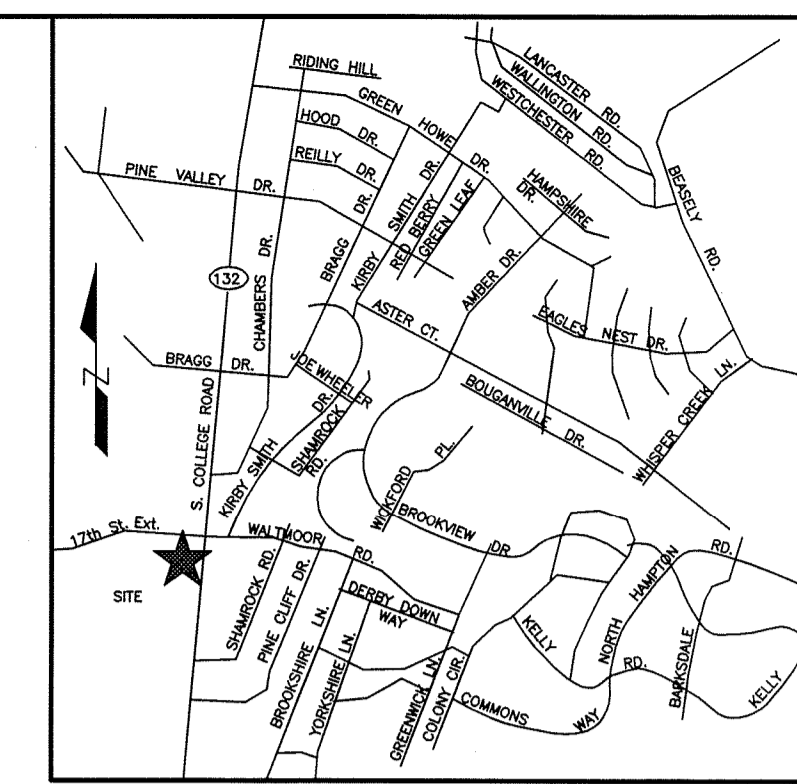 RIDING HILL
LANCASTER RD.
WALLINGTON RD.
WESTCHESTER RD.
GREEN HOWE DR.
HOOD DR.
REILLY DR.
PINE VALLEY DR.
BRAGG DR.
KIRBY SMITH DR.
RED BERRY
GREEN LEAF
HAMPSHIRE DR.
BEASELY RD.
132
CHAMBERS DR.
AMBER DR.
ASTER CT.
EAGLES NEST DR.
BRAGG DR.
JOE WHEELER
BOUGANVILLE DR.
WHISPER CREEK LN.
S. COLLEGE ROAD
KIRBY SMITH DR.
SHAMROCK RD.
WICKFORD PL.
BROOKVIEW DR
N
17th St. Ext.
WALTMOOR RD.
SITE
SHAMROCK RD.
PINE CLIFF DR.
BROOKSHIRE LN.
YORKSHIRE LN.
DERBY DOWN WAY
GREENWICK LN.
COLONY CIR.
COMMONS WAY
KELLY RD.
NORTH HAMPTON RD.
BARKSDALE
KELLY